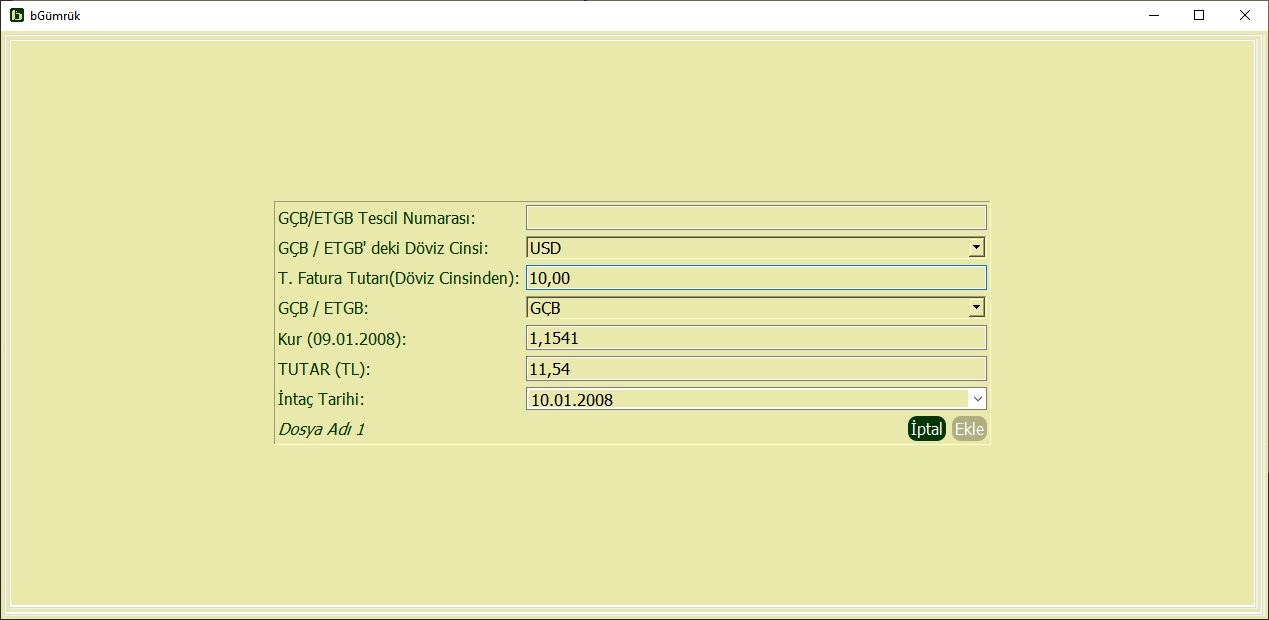 bGümrük
GÇB/ETGB Tescil Numarası:
GÇB / ETGB' deki Döviz Cinsi: USD
T. Fatura Tutarı(Döviz Cinsinden): 10,00
GÇB / ETGB: GÇB
Kur (09.01.2008): 1,1541
TUTAR (TL): 11,54
İntaç Tarihi: 10.01.2008
Dosya Adı 1 İptal Ekle